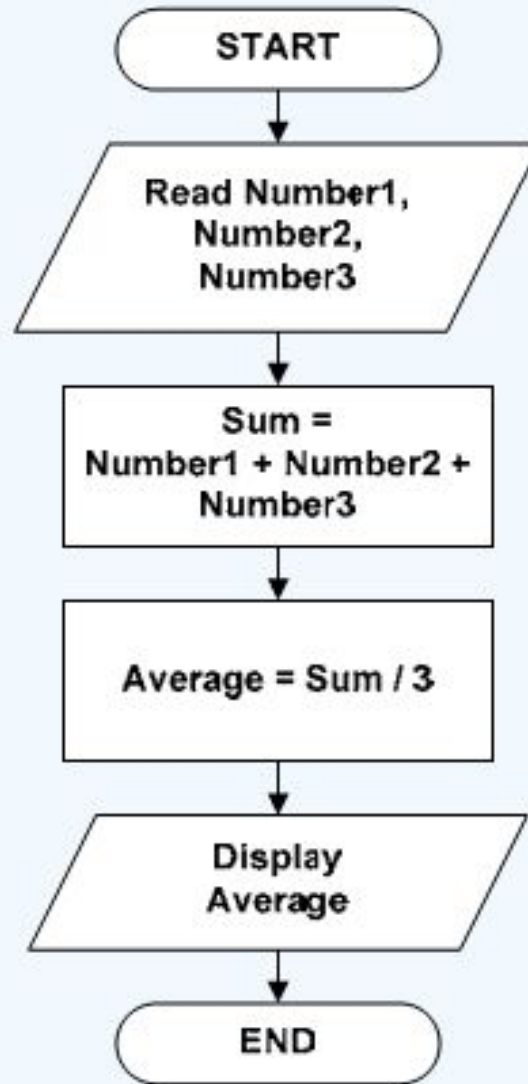 START
Read Number1,
Number2,
Number3
Sum =
Number1 + Number2 +
Number3
Average = Sum / 3
Display
Average
END